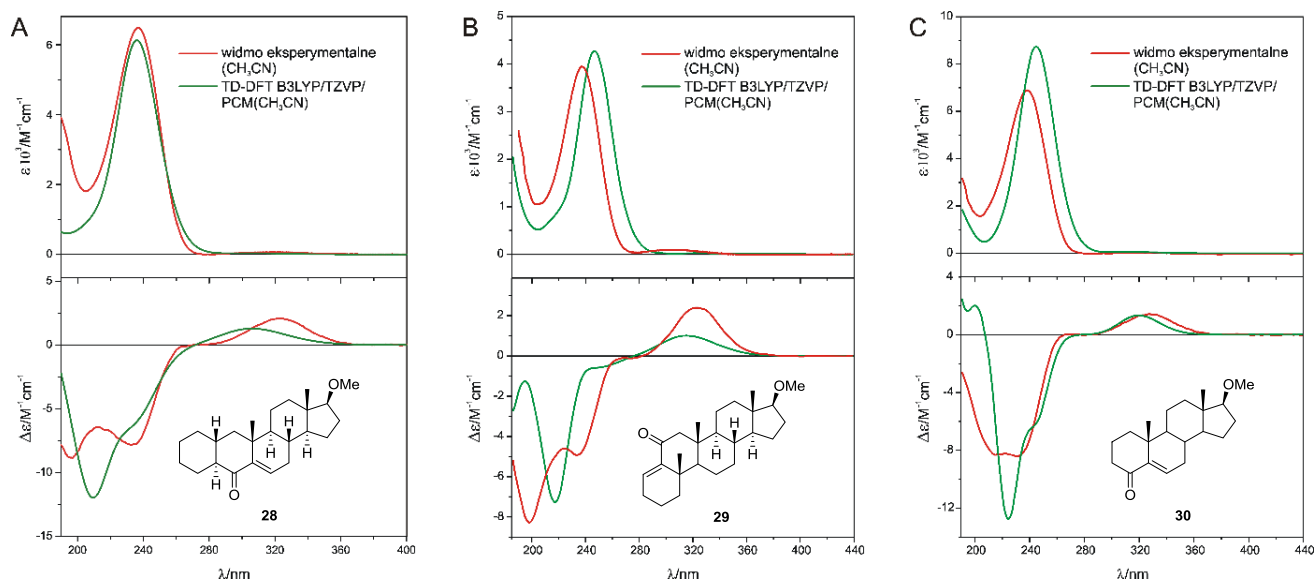 A
widmo eksperymentalne
(CH₃CN)
TD-DFT B3LYP/TZVP/
PCM(CH₃CN)
ε·10³/M⁻¹cm⁻¹
6
4
2
0
Δε/M⁻¹cm⁻¹
5
0
-5
-10
-15
200 240 280 320 360 400
λ/nm
OMe
H
H
H
H
H
O
28
B
widmo eksperymentalne
(CH₃CN)
TD-DFT B3LYP/TZVP/
PCM(CH₃CN)
ε·10³/M⁻¹cm⁻¹
5
4
3
2
1
0
Δε/M⁻¹cm⁻¹
2
0
-2
-4
-6
-8
200 240 280 320 360 400 440
λ/nm
OMe
O
H
H
H
29
C
widmo eksperymentalne
(CH₃CN)
TD-DFT B3LYP/TZVP/
PCM(CH₃CN)
ε·10³/M⁻¹cm⁻¹
10
8
6
4
2
0
Δε/M⁻¹cm⁻¹
4
0
-4
-8
-12
200 240 280 320 360 400 440
λ/nm
OMe
O
30